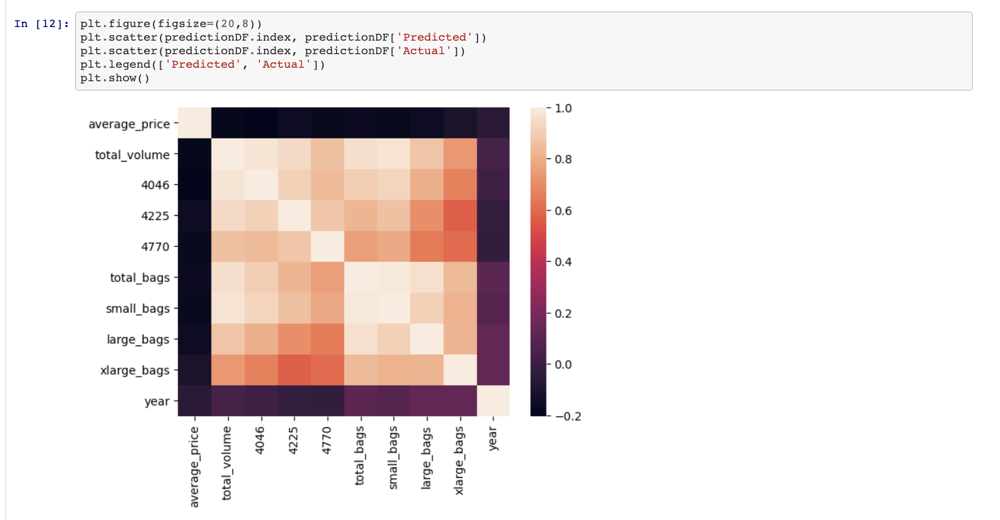 In [12]:
plt.figure(figsize=(20,8))
plt.scatter(predictionDF.index, predictionDF['Predicted'])
plt.scatter(predictionDF.index, predictionDF['Actual'])
plt.legend(['Predicted', 'Actual'])
plt.show()
average_price
total_volume
4046
4225
4770
total_bags
small_bags
large_bags
xlarge_bags
year
average_price
total_volume
4046
4225
4770
total_bags
small_bags
large_bags
xlarge_bags
year
1.0
0.8
0.6
0.4
0.2
0.0
−0.2